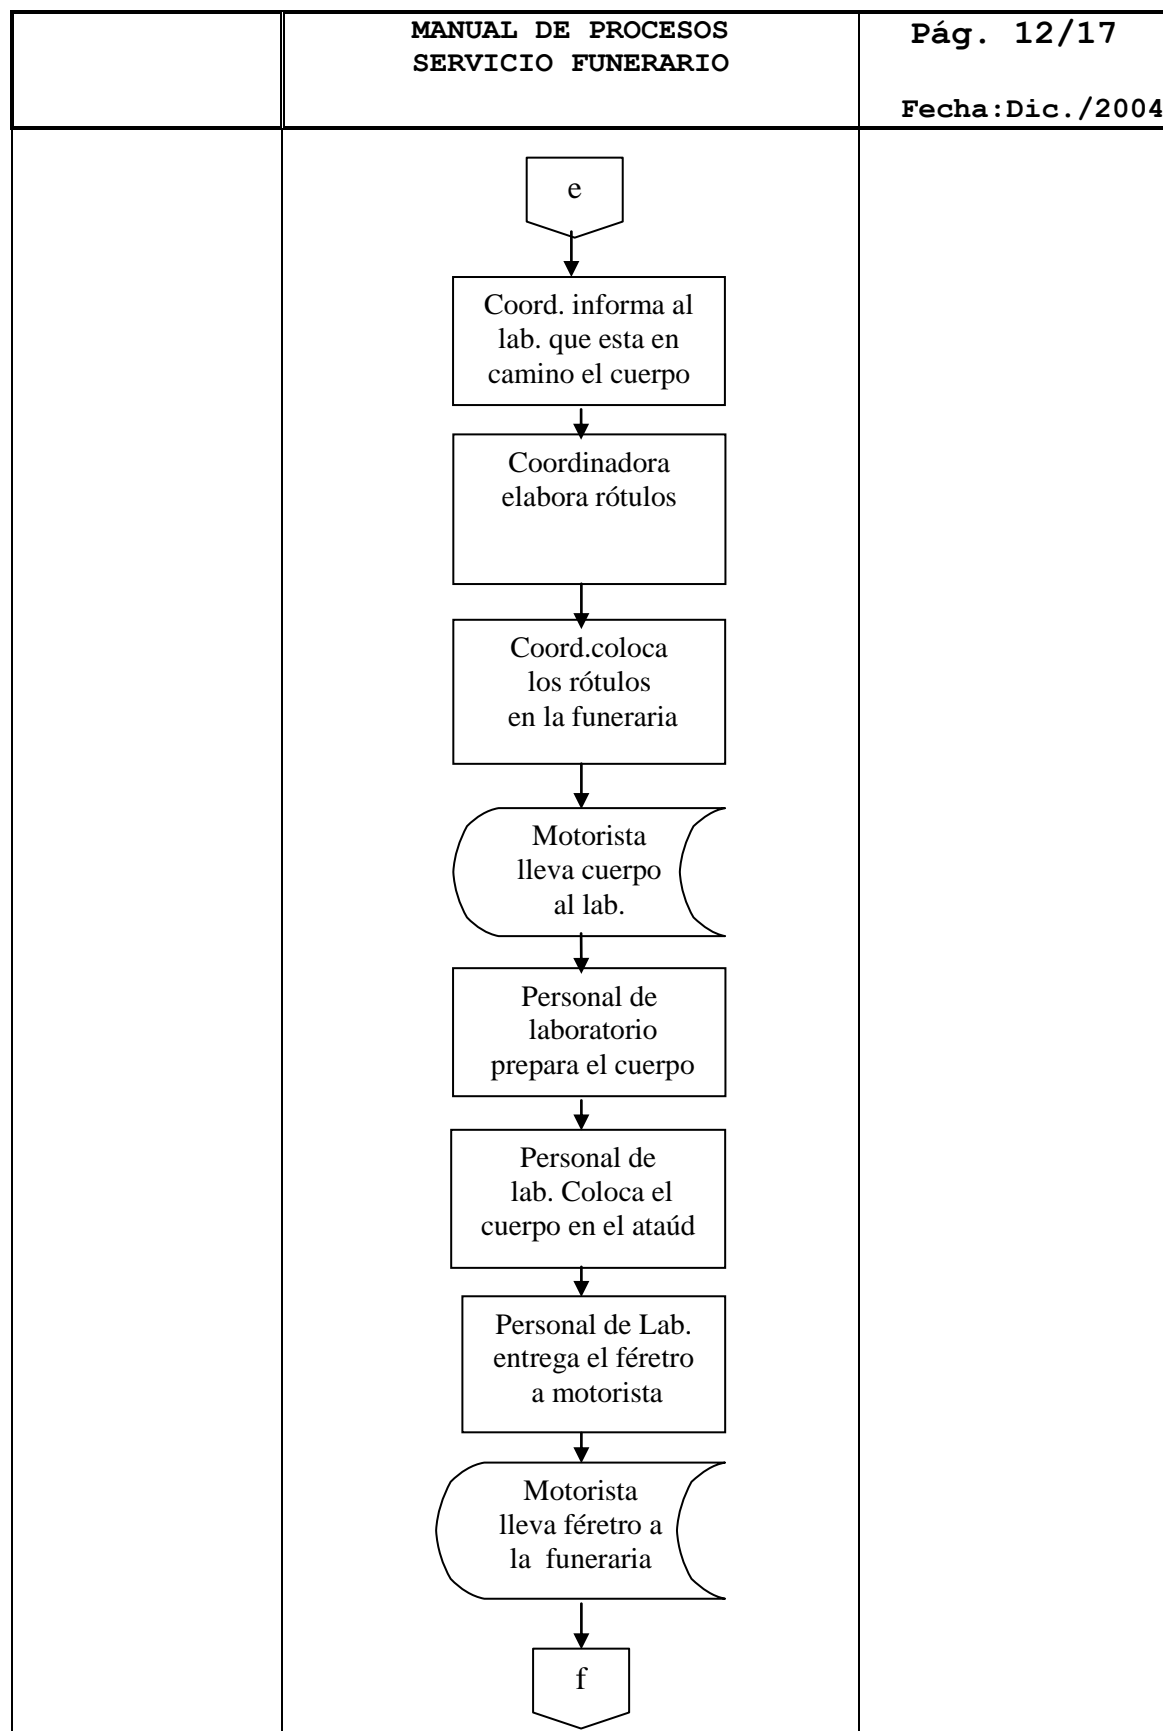 MANUAL DE PROCESOS
SERVICIO FUNERARIO
Pág. 12/17
Fecha:Dic./2004
e
Coord. informa al
lab. que esta en
camino el cuerpo
Coordinadora
elabora rótulos
Coord.coloca
los rótulos
en la funeraria
Motorista
lleva cuerpo
al lab.
Personal de
laboratorio
prepara el cuerpo
Personal de
lab. Coloca el
cuerpo en el ataúd
Personal de Lab.
entrega el féretro
a motorista
Motorista
lleva féretro a
la funeraria
f